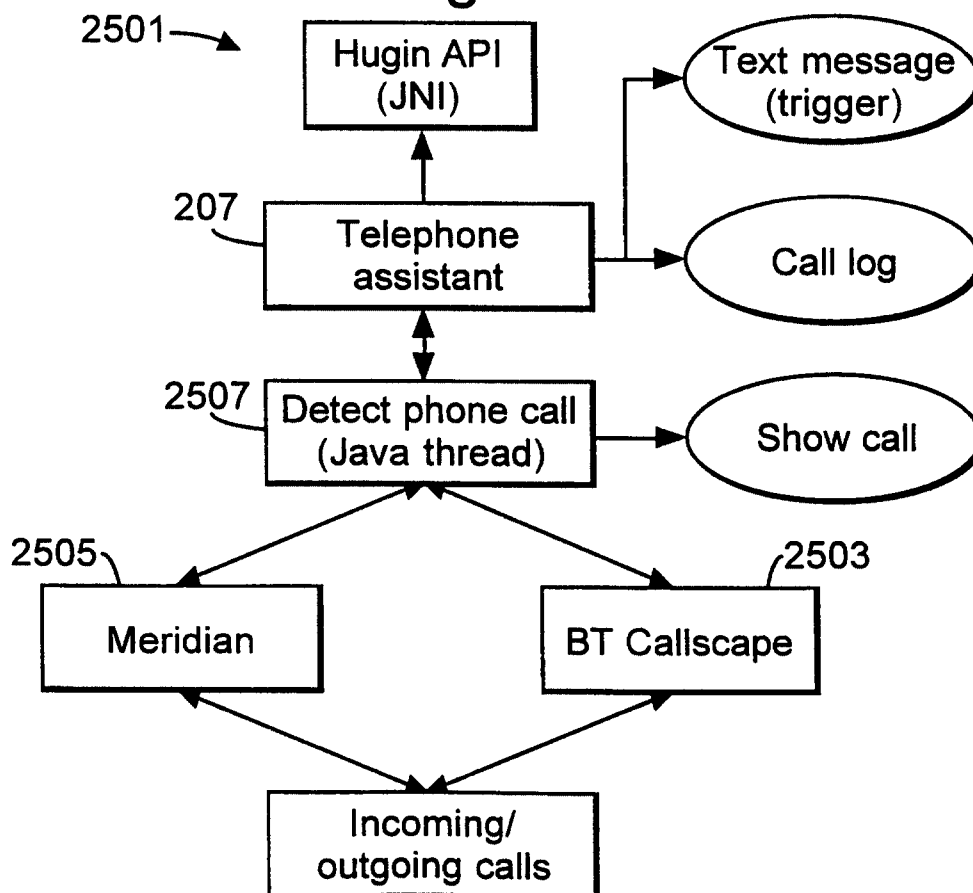 2501
Hugin API
(JNI)
Text message
(trigger)
207
Telephone
assistant
Call log
2507
Detect phone call
(Java thread)
Show call
2505
2503
Meridian
BT Callscape
Incoming/
outgoing calls